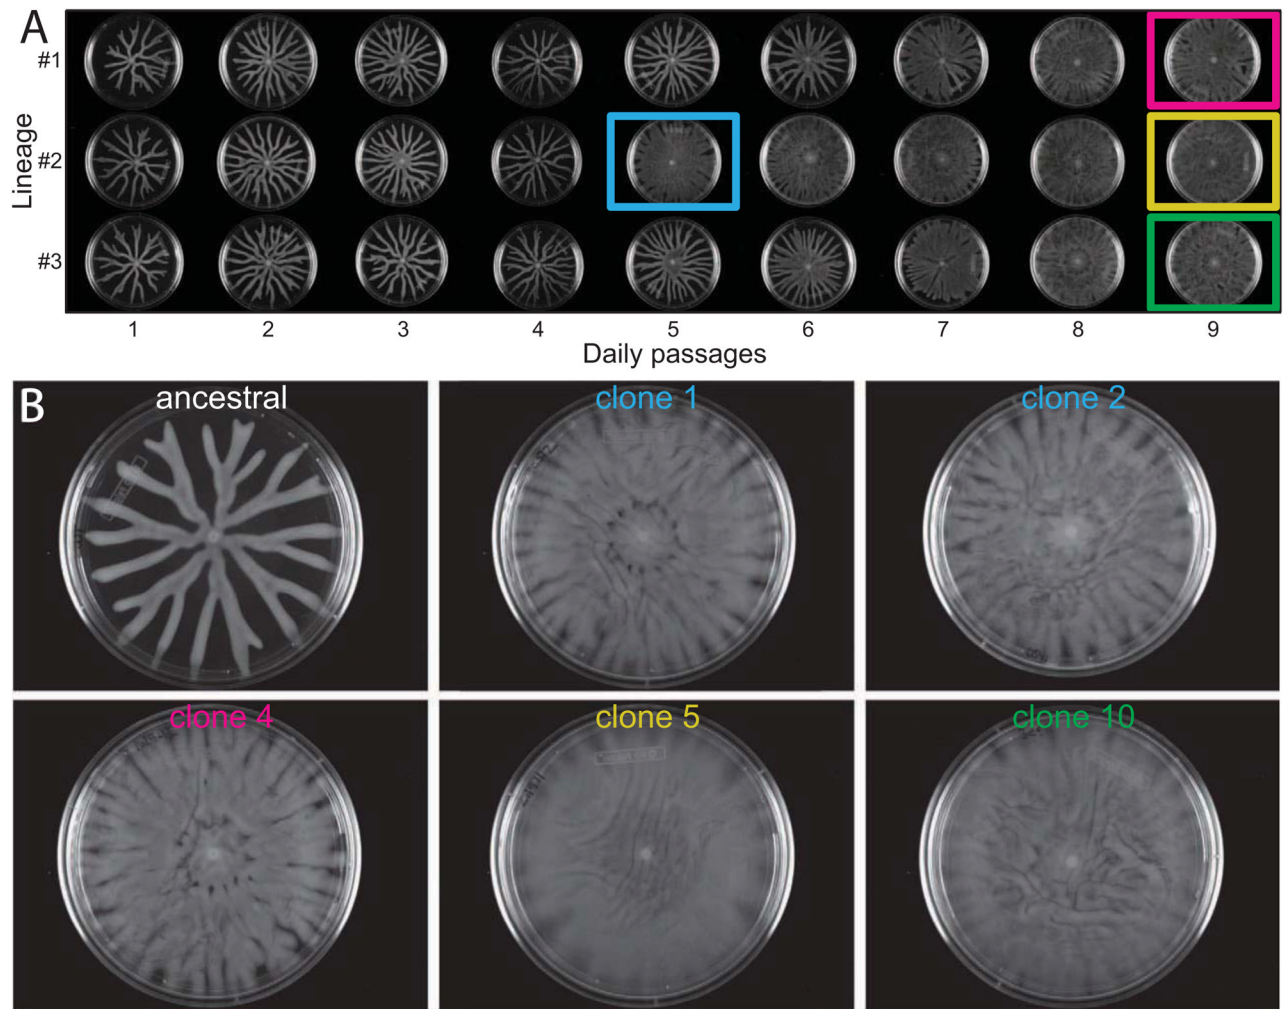 A
Lineage
#1
#2
#3
1 2 3 4 5 6 7 8 9
Daily passages
B
ancestral
clone 1
clone 2
clone 4
clone 5
clone 10